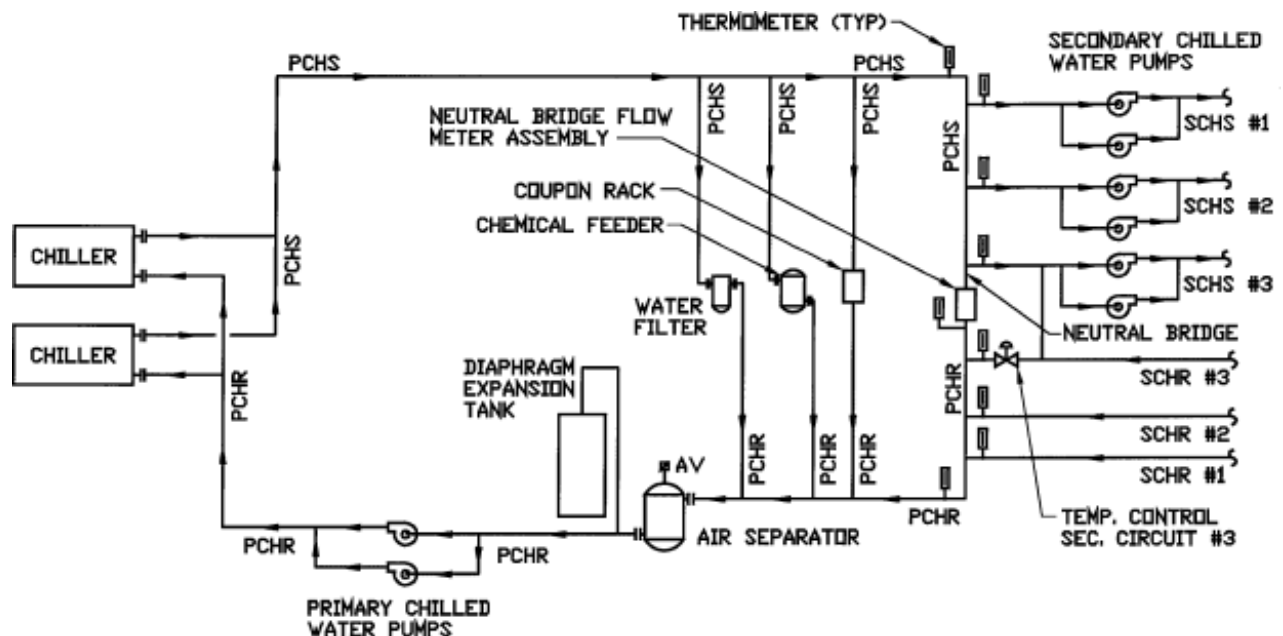 THERMOMETER (TYP)
SECONDARY CHILLED
WATER PUMPS
PCHS
PCHS
PCHS
PCHS
PCHS
PCHS
NEUTRAL BRIDGE FLOW
METER ASSEMBLY
SCHS #1
PCHS
COUPON RACK
SCHS #2
CHEMICAL FEEDER
CHILLER
PCHS
SCHS #3
WATER
FILTER
NEUTRAL BRIDGE
CHILLER
DIAPHRAGM
EXPANSION
TANK
PCHR
PCHR
SCHR #3
SCHR #2
PCHR
PCHR
PCHR
AV
SCHR #1
PCHR
AIR SEPARATOR
TEMP. CONTROL
SEC. CIRCUIT #3
PCHR
PCHR
PRIMARY CHILLED
WATER PUMPS